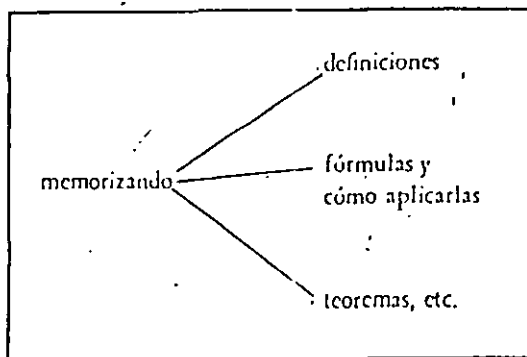 definiciones
memorizando
fórmulas y
cómo aplicarlas
teoremas, etc.